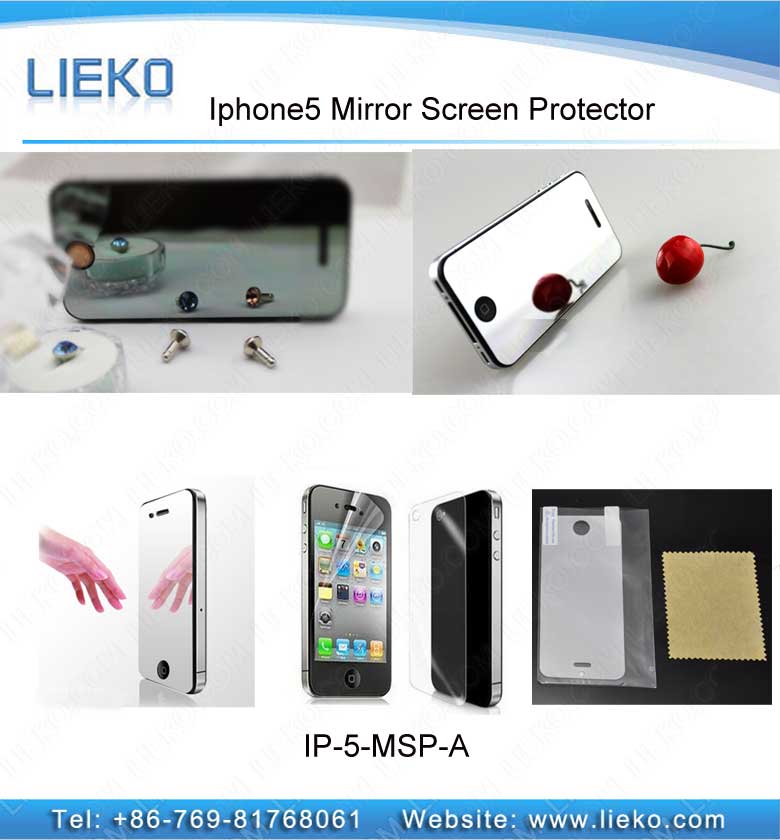 LIEKO
Iphone5 Mirror Screen Protector
IP-5-MSP-A
Tel: +86-769-81768061 Website: www.lieko.com